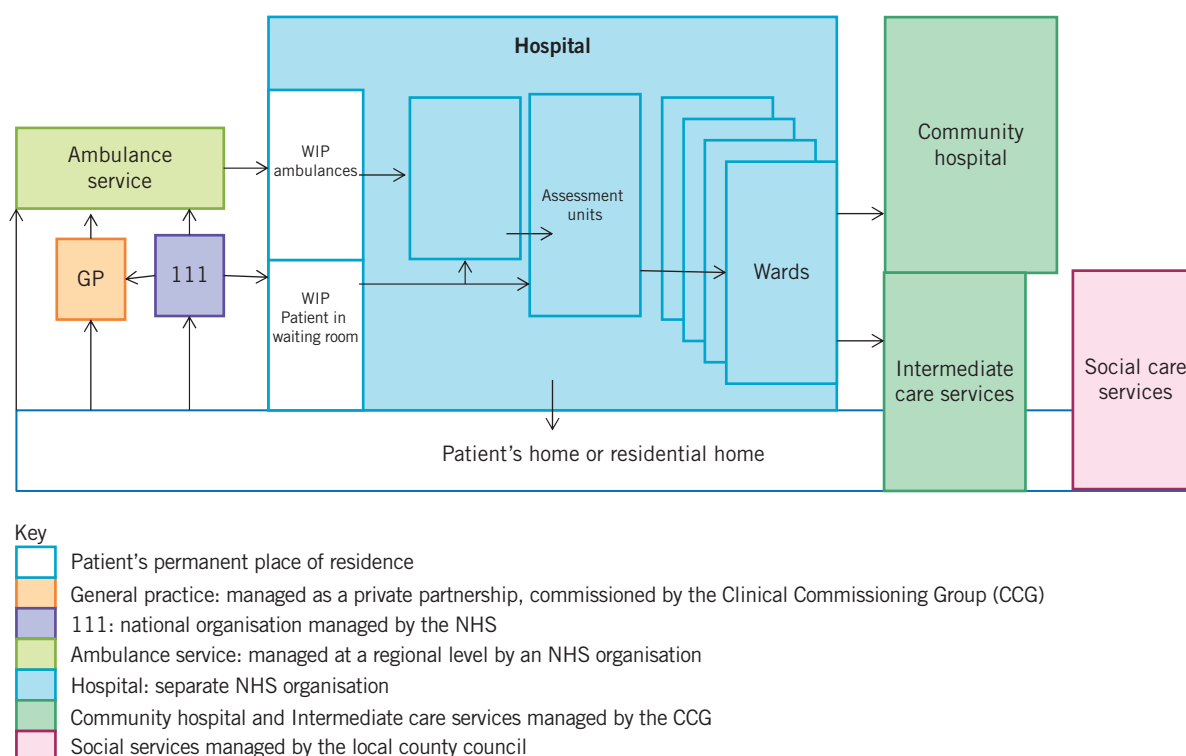 Hospital
Ambulance
service
WIP
ambulances
GP
111
WIP
Patient in
waiting room
Assessment
units
Wards
Community
hospital
Intermediate
care services
Social care
services
Patient’s home or residential home
Key
Patient’s permanent place of residence
General practice: managed as a private partnership, commissioned by the Clinical Commissioning Group (CCG)
111: national organisation managed by the NHS
Ambulance service: managed at a regional level by an NHS organisation
Hospital: separate NHS organisation
Community hospital and Intermediate care services managed by the CCG
Social services managed by the local county council